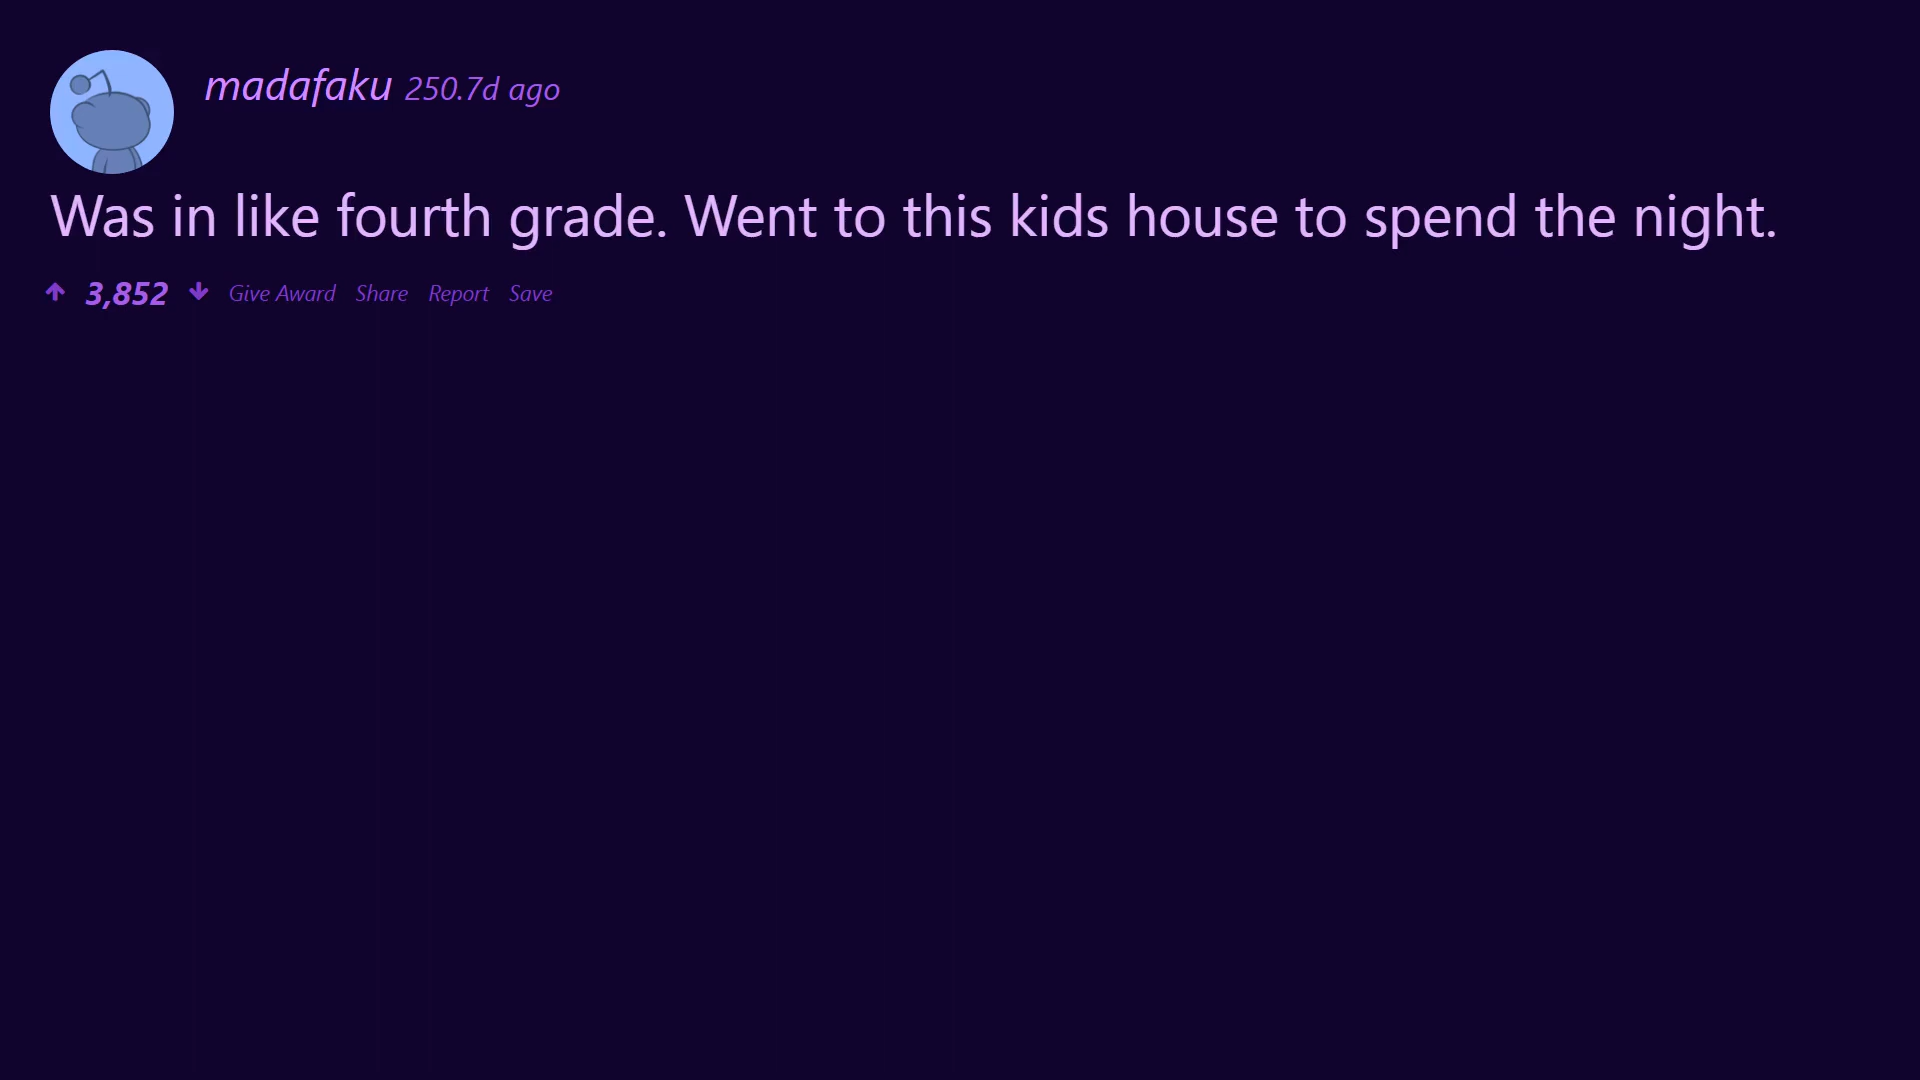 madafaku 250.7d ago
Was in like fourth grade. Went to this kids house to spend the night.
3,852 Give Award Share Report Save